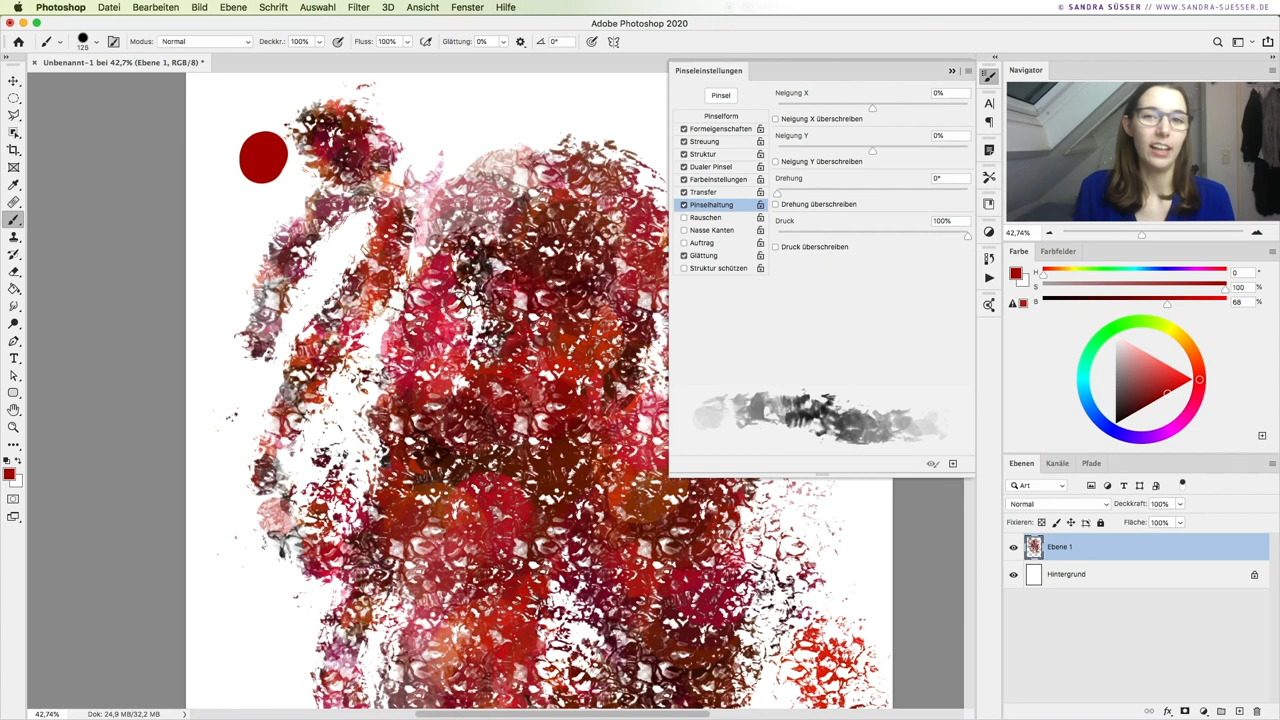 Photoshop Datei Bearbeiten Bild Ebene Schrift Auswahl Filter 3D Ansicht Fenster Hilfe © SANDRA SÜSSER // WWW.SANDRA-SUESSER.DE
Adobe Photoshop 2020
125 Modus: Normal Deckkr.: 100% Fluss: 100% Glättung: 0% 0°
Unbenannt-1 bei 42,7% (Ebene 1, RGB/8) *
Pinseleinstellungen
Pinsel
Pinselform
Formeigenschaften
Streuung
Struktur
Dualer Pinsel
Farbeinstellungen
Transfer
Pinselhaltung
Rauschen
Nasse Kanten
Auftrag
Glättung
Struktur schützen
Neigung X 0%
Neigung X überschreiben
Neigung Y 0%
Neigung Y überschreiben
Drehung 0°
Drehung überschreiben
Druck 100%
Druck überschreiben
Navigator
42,74%
Farbe Farbfelder
H 0 °
S 100 %
B 68 %
Ebenen Kanäle Pfade
Art
Normal Deckkraft: 100%
Fixieren: Fläche: 100%
Ebene 1
Hintergrund
42,74% Dok: 24,9 MB/32,2 MB